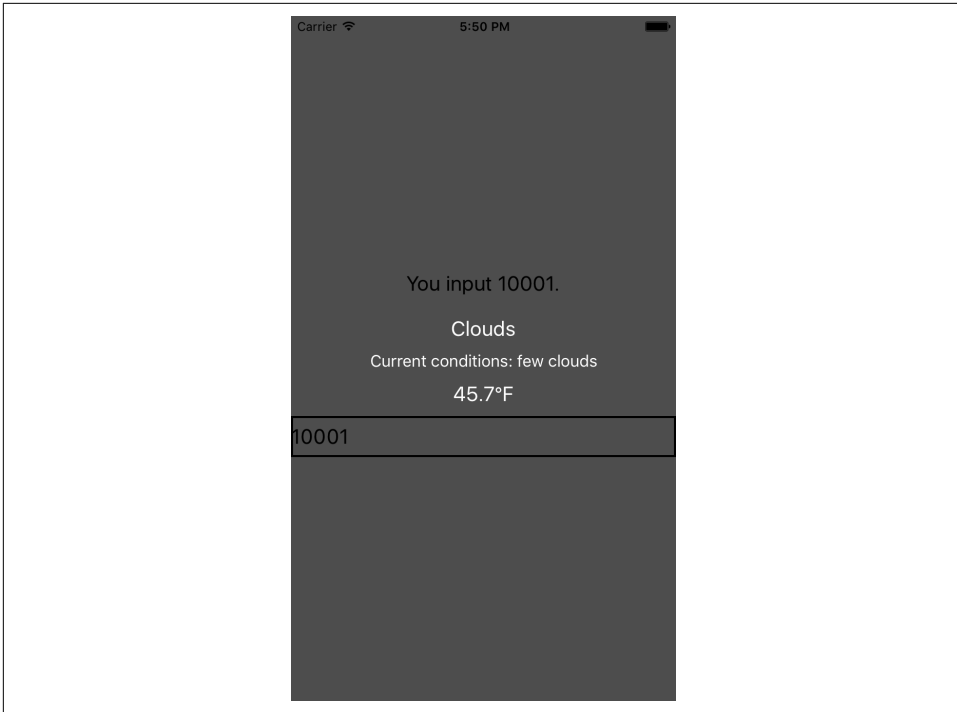 Carrier 5:50 PM
You input 10001.
Clouds
Current conditions: few clouds
45.7°F
10001